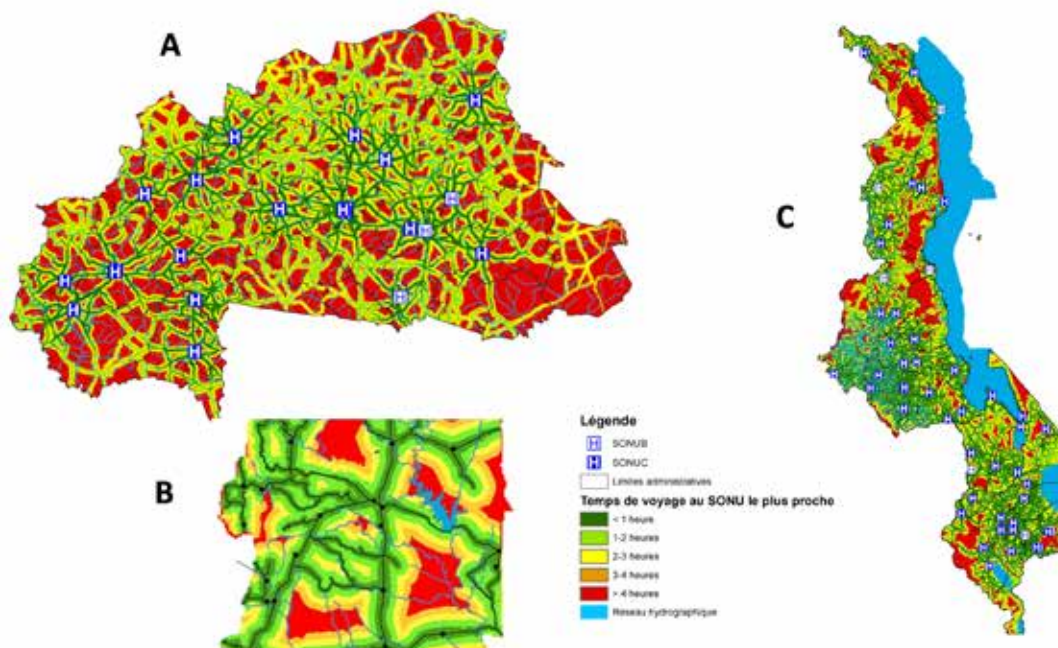 A
C
B
Légende
H SONUB
H SONUC
Limites administratives
Temps de voyage au SONU le plus proche
< 1 heure
1-2 heures
2-3 heures
3-4 heures
> 4 heures
Réseau hydrographique